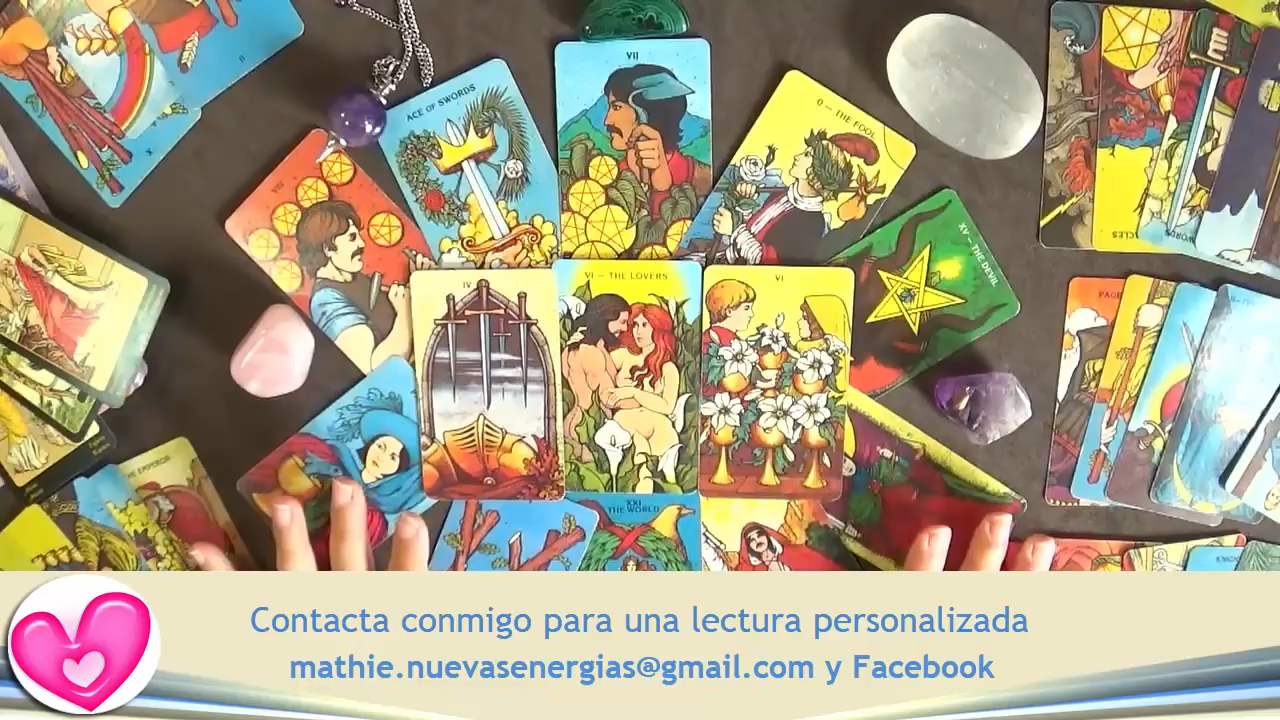 VII
ACE OF SWORDS
0 — THE FOOL
VIII
XV — THE DEVIL
IV
VI — THE LOVERS
VI
XXI
THE WORLD
THE EMPEROR
II
X
Contacta conmigo para una lectura personalizada
mathie.nuevasenergias@gmail.com y Facebook